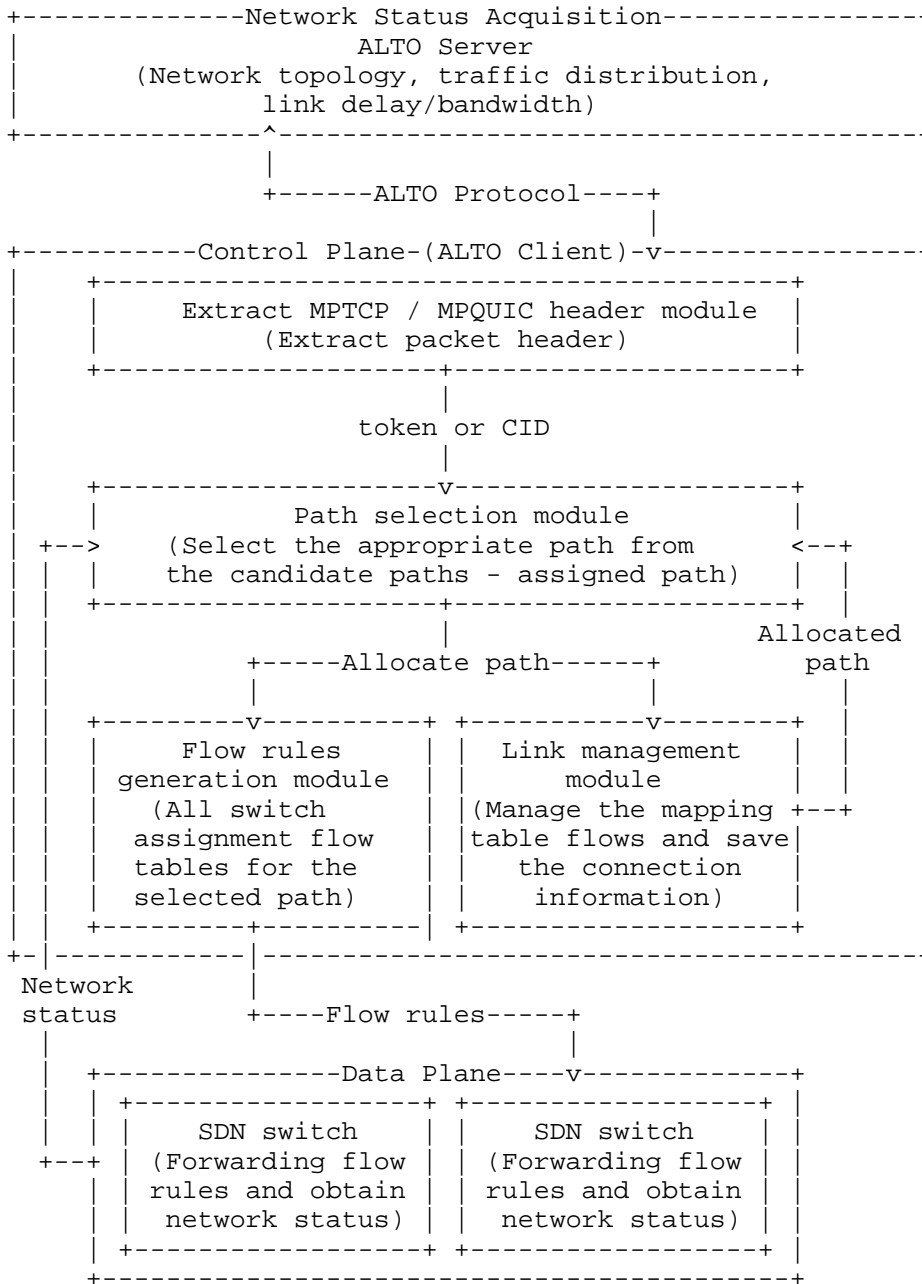 Network Status Acquisition
ALTO Server
(Network topology, traffic distribution,
link delay/bandwidth)
ALTO Protocol
Control Plane-(ALTO Client)
Extract MPTCP / MPQUIC header module
(Extract packet header)
token or CID
Path selection module
(Select the appropriate path from
the candidate paths - assigned path)
Allocated
path
Allocate path
Flow rules
generation module
(All switch
assignment flow
tables for the
selected path)
Link management
module
(Manage the mapping
table flows and save
the connection
information)
Network
status
Flow rules
Data Plane
SDN switch
(Forwarding flow
rules and obtain
network status)
SDN switch
(Forwarding flow
rules and obtain
network status)